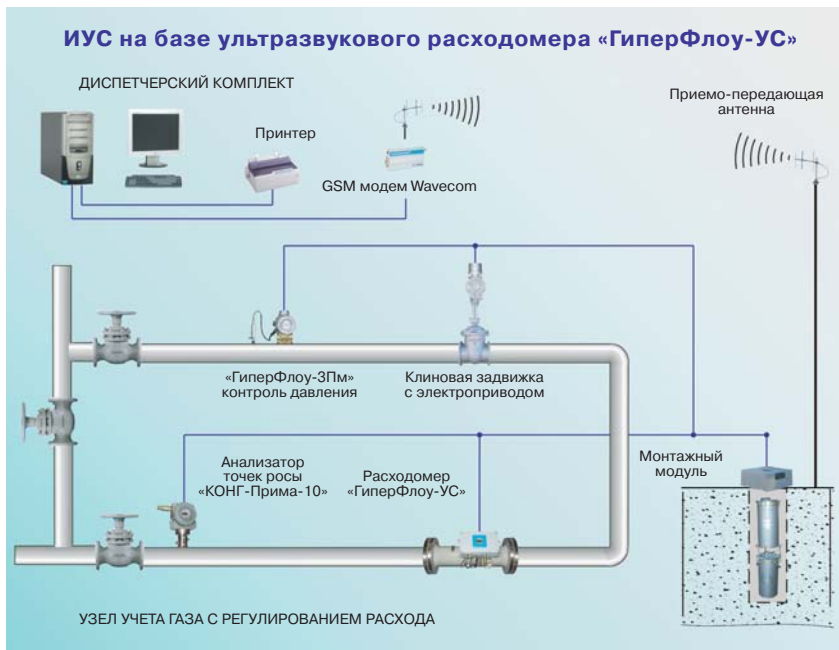 ИУС на базе ультразвукового расходомера «ГиперФлоу-УС»
ДИСПЕТЧЕРСКИЙ КОМПЛЕКТ
Принтер
GSM модем Wavecom
Приемо-передающая
антенна
«ГиперФлоу-3Пм»
контроль давления
Клиновая задвижка
с электроприводом
Анализатор
точек росы
«КОНГ-Прима-10»
Расходомер
«ГиперФлоу-УС»
Монтажный
модуль
УЗЕЛ УЧЕТА ГАЗА С РЕГУЛИРОВАНИЕМ РАСХОДА